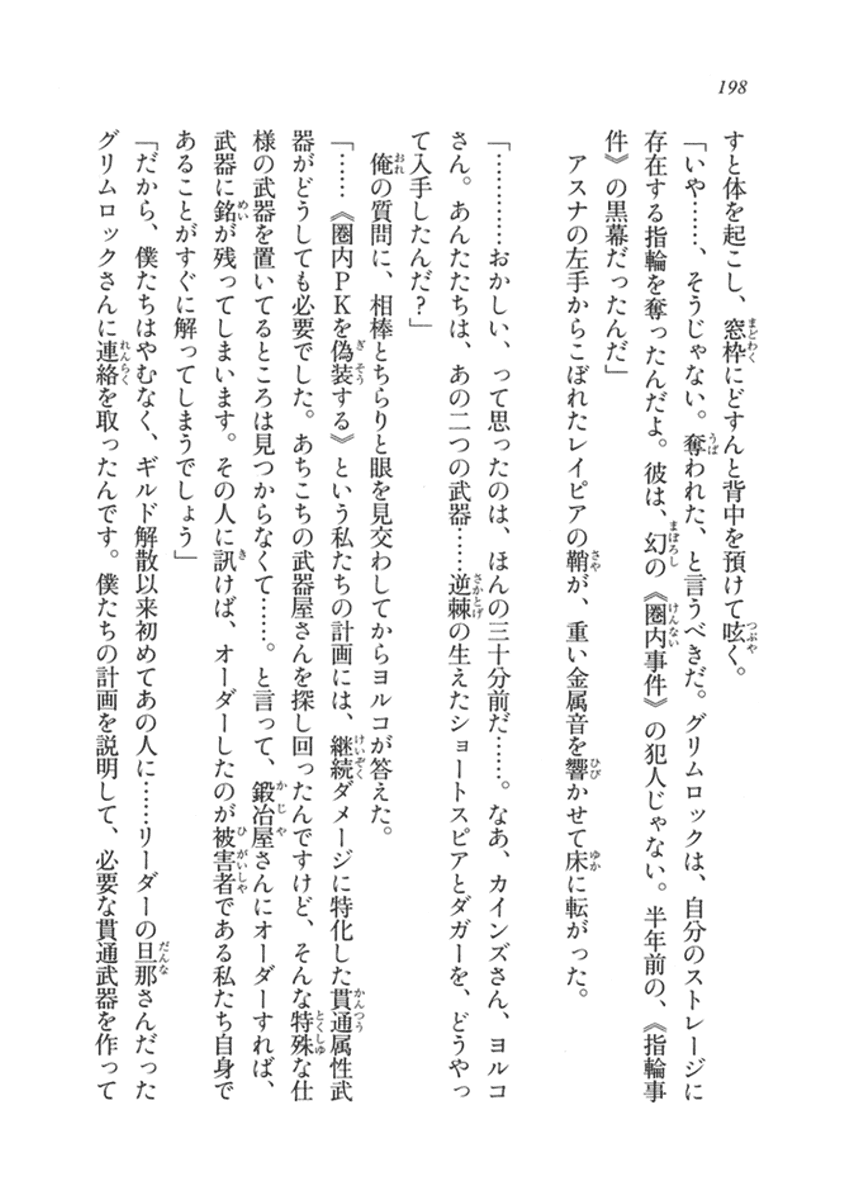 198
すと体を起こし、窓枠にどすんと背中を預けて呟く。
「いや……、そうじゃない。奪われた、と言うべきだ。グリムロックは、自分のストレージに
存在する指輪を奪ったんだよ。彼は、幻の《圏内事件》の犯人じゃない。半年前の、《指輪事
件》の黒幕だったんだ」
アスナの左手からこぼれたレイピアの鞘が、重い金属音を響かせて床に転がった。
「…………おかしい、って思ったのは、ほんの三十分前だ……。なあ、カインズさん、ヨルコ
さん。あんたたちは、あの二つの武器……逆棘の生えたショートスピアとダガーを、どうやっ
て入手したんだ？」
俺の質問に、相棒とちらりと眼を見交わしてからヨルコが答えた。
「……《圏内ＰＫを偽装する》という私たちの計画には、継続ダメージに特化した貫通属性武
器がどうしても必要でした。あちこちの武器屋さんを探し回ったんですけど、そんな特殊な仕
様の武器を置いてるところは見つからなくて……。と言って、鍛冶屋さんにオーダーすれば、
武器に銘が残ってしまいます。その人に訊けば、オーダーしたのが被害者である私たち自身で
あることがすぐに解ってしまうでしょう」
「だから、僕たちはやむなく、ギルド解散以来初めてあの人に……リーダーの旦那さんだった
グリムロックさんに連絡を取ったんです。僕たちの計画を説明して、必要な貫通武器を作って